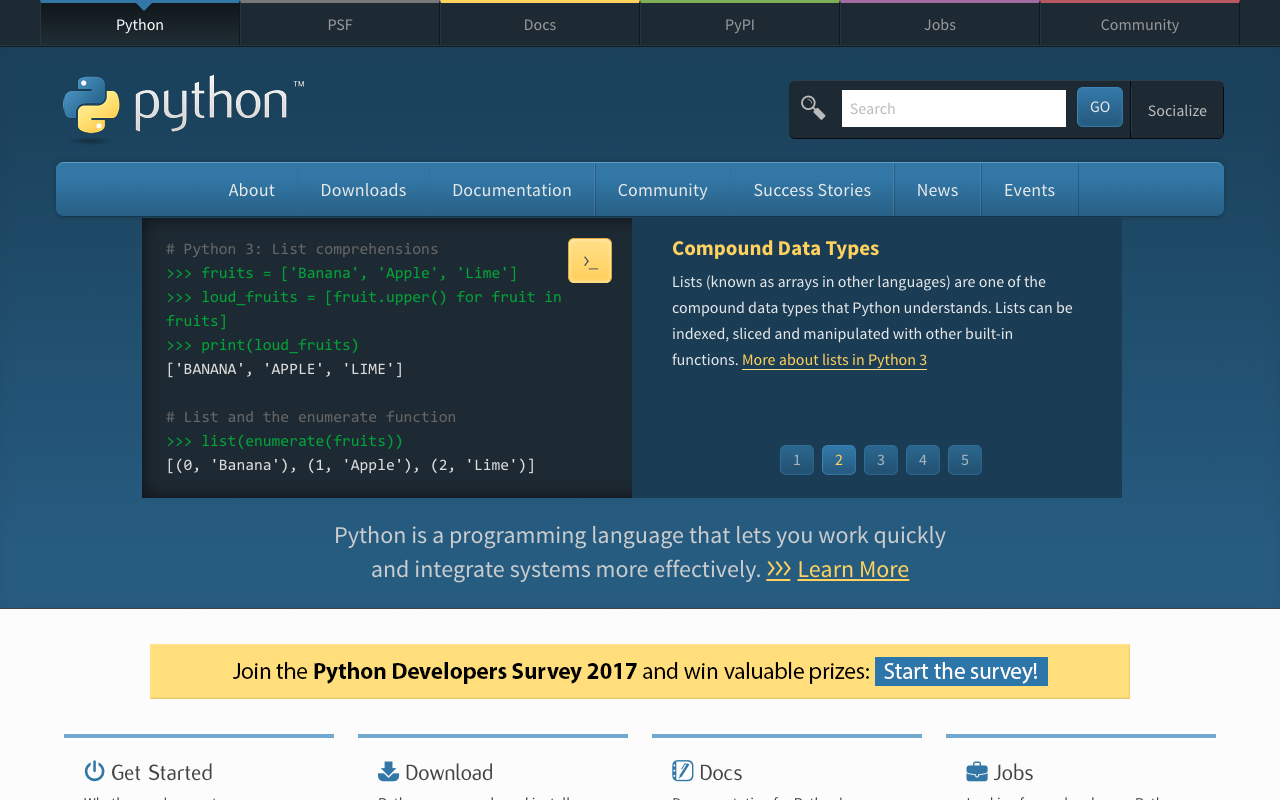 Python
PSF
Docs
PyPI
Jobs
Community
python™
Search
GO
Socialize
About
Downloads
Documentation
Community
Success Stories
News
Events
# Python 3: List comprehensions
>>> fruits = ['Banana', 'Apple', 'Lime']
>>> loud_fruits = [fruit.upper() for fruit in
fruits]
>>> print(loud_fruits)
['BANANA', 'APPLE', 'LIME']
# List and the enumerate function
>>> list(enumerate(fruits))
[(0, 'Banana'), (1, 'Apple'), (2, 'Lime')]
>_
Compound Data Types
Lists (known as arrays in other languages) are one of the
compound data types that Python understands. Lists can be
indexed, sliced and manipulated with other built-in
functions. More about lists in Python 3
1
2
3
4
5
Python is a programming language that lets you work quickly
and integrate systems more effectively. >>> Learn More
Join the Python Developers Survey 2017 and win valuable prizes: Start the survey!
Get Started
Download
Docs
Jobs